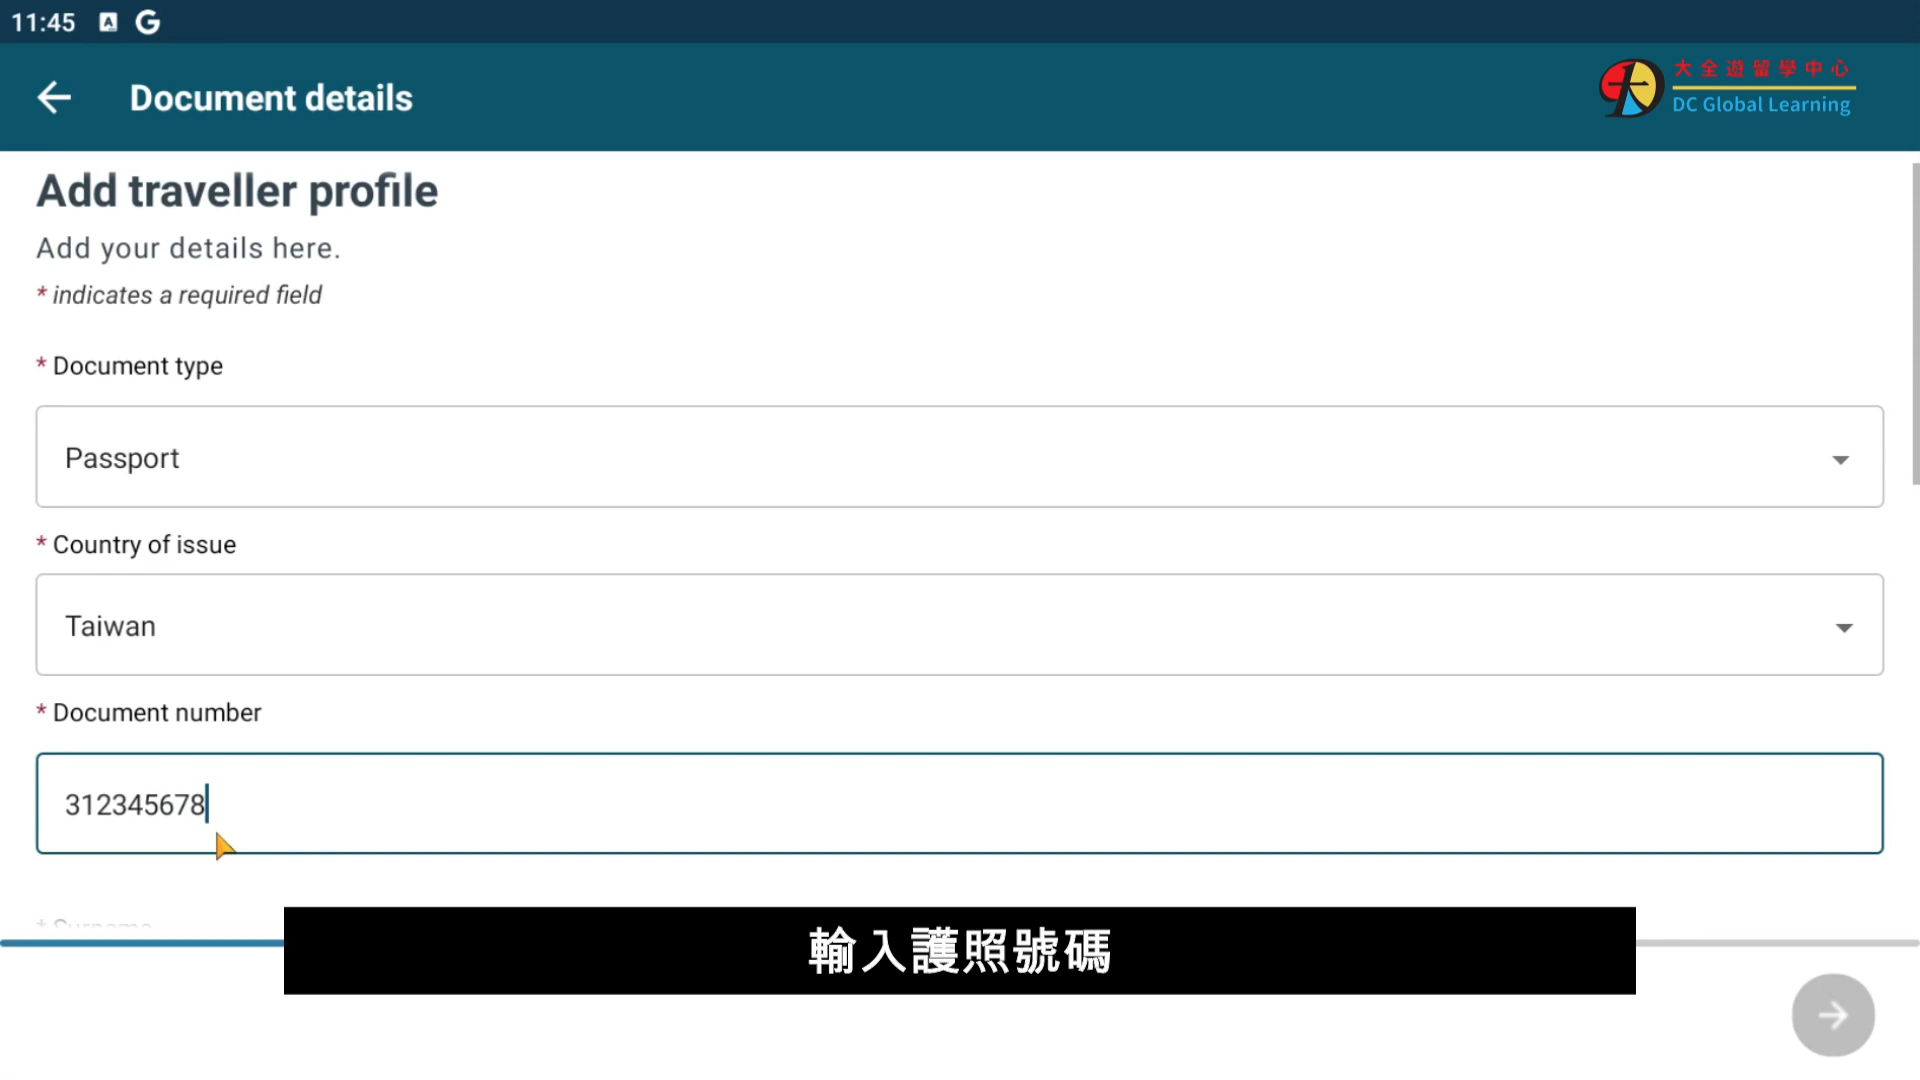 11:45
Document details
大全遊留學中心
DC Global Learning
Add traveller profile
Add your details here.
* indicates a required field
* Document type
Passport
* Country of issue
Taiwan
* Document number
312345678
* Surname
輸入護照號碼